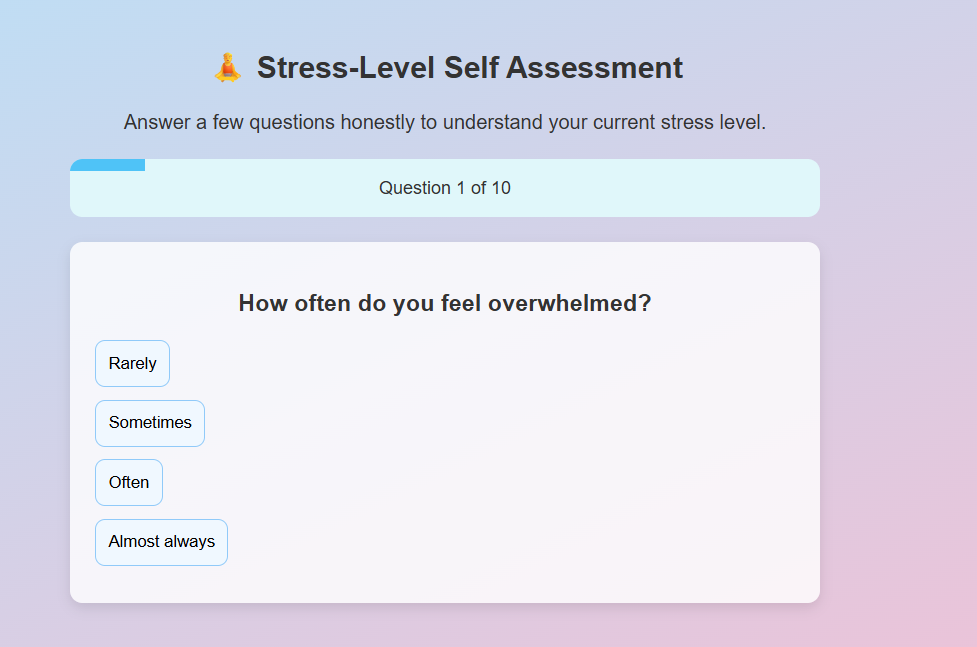 Stress-Level Self Assessment
Answer a few questions honestly to understand your current stress level.
Question 1 of 10
How often do you feel overwhelmed?
Rarely
Sometimes
Often
Almost always